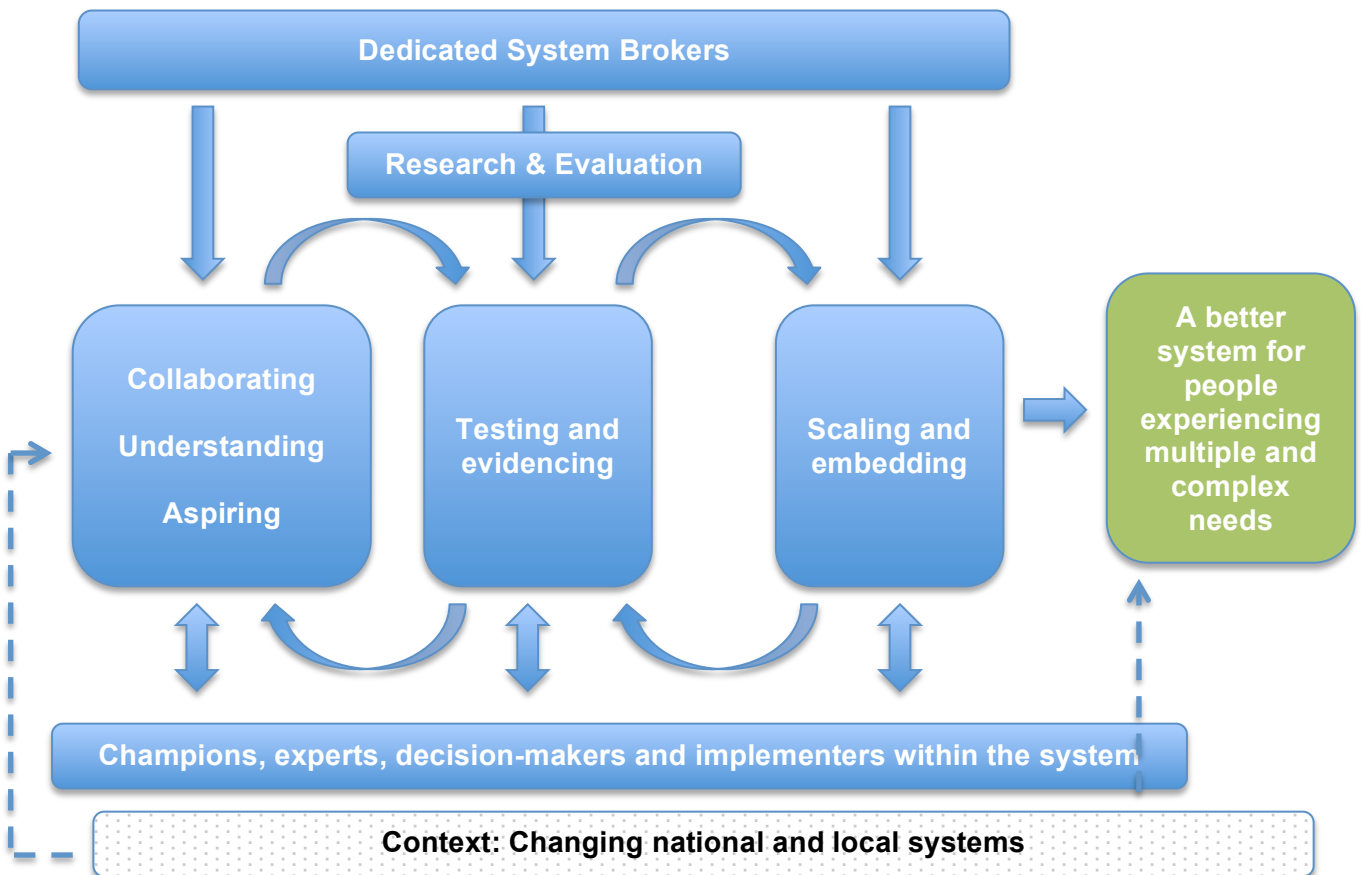 Dedicated System Brokers
Research & Evaluation
Collaborating
Understanding
Aspiring
Testing and
evidencing
Scaling and
embedding
A better
system for
people
experiencing
multiple and
complex
needs
Champions, experts, decision-makers and implementers within the system
Context: Changing national and local systems